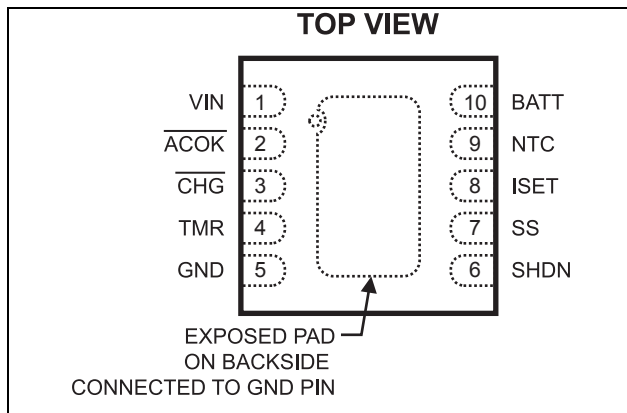 TOP VIEW
VIN 1 10 BATT
ACOK 2 9 NTC
CHG 3 8 ISET
TMR 4 7 SS
GND 5 6 SHDN
EXPOSED PAD
ON BACKSIDE
CONNECTED TO GND PIN